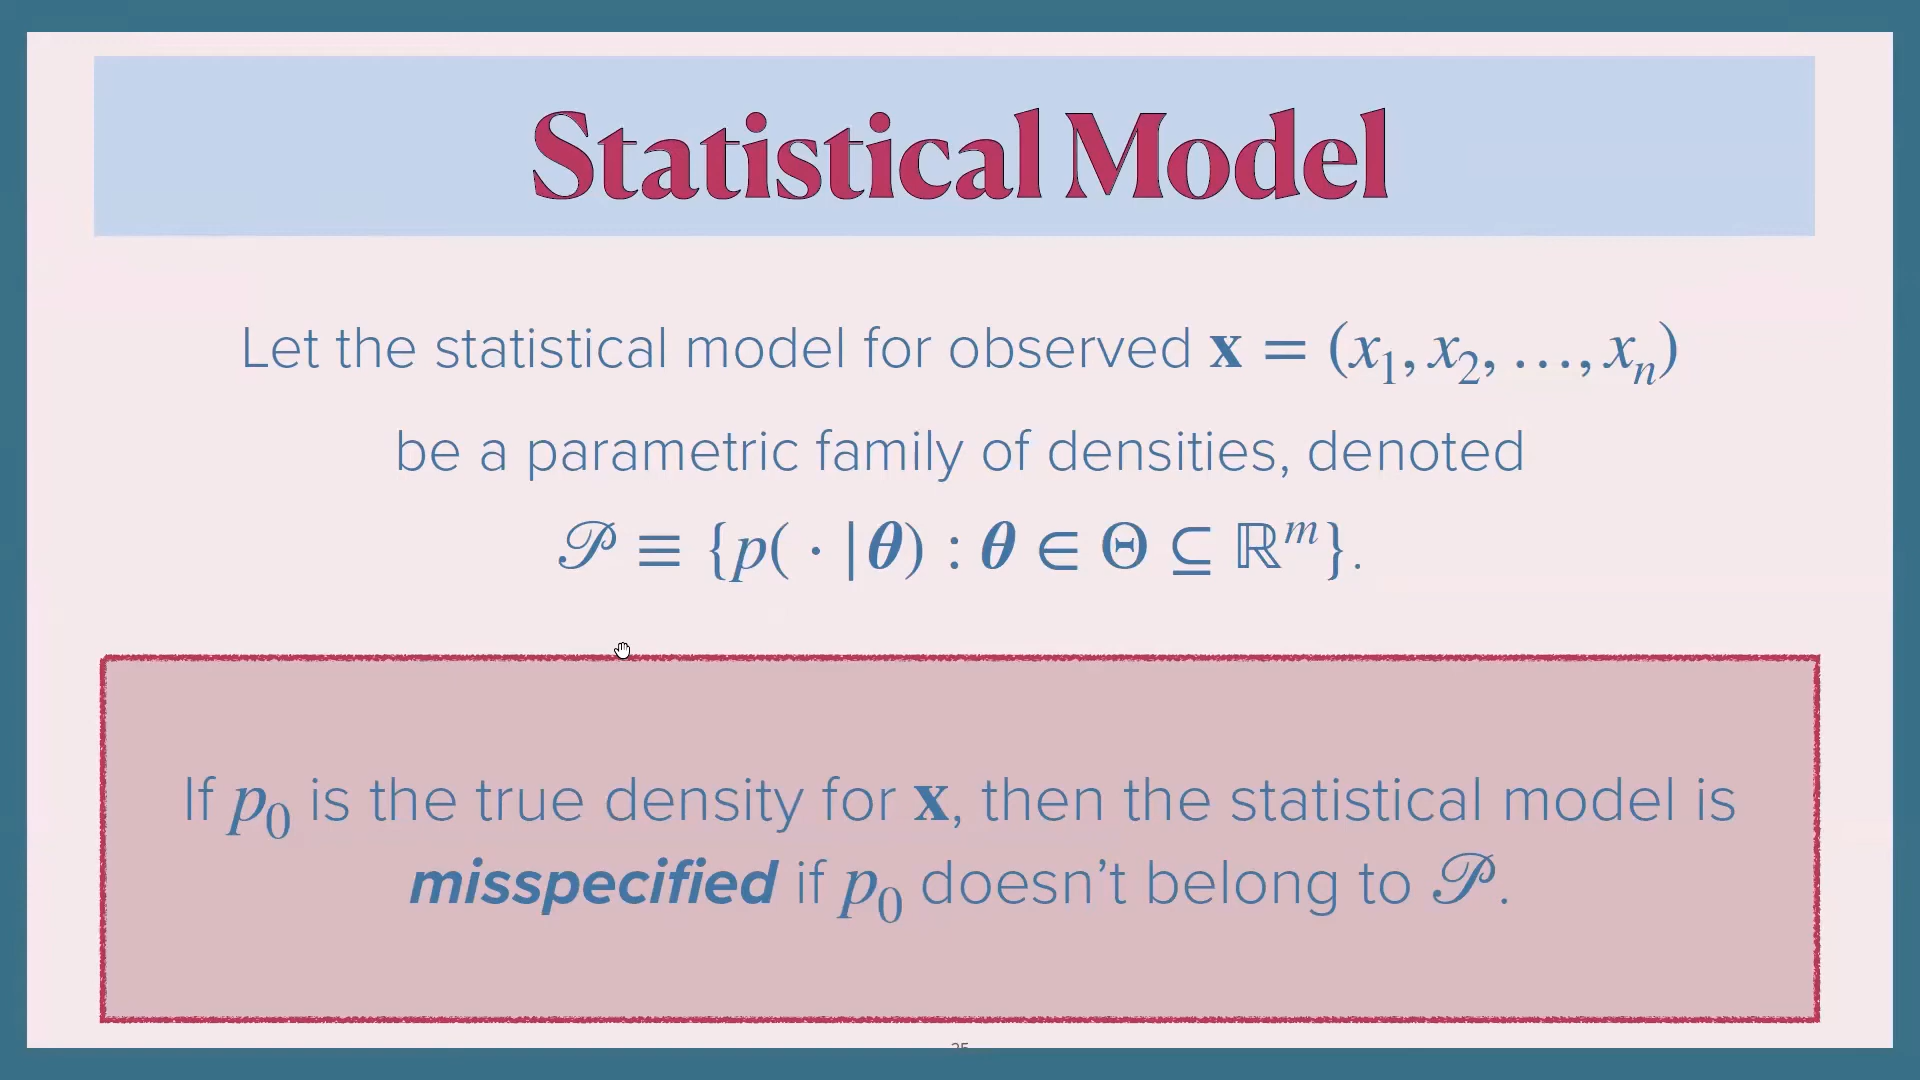 Statistical Model
Let the statistical model for observed 𝐱 = (x₁, x₂, …, xₙ)
be a parametric family of densities, denoted
𝒫 ≡ {p( · | 𝜽) : 𝜽 ∈ Θ ⊆ ℝᵐ}.
If p₀ is the true density for 𝐱, then the statistical model is
misspecified if p₀ doesn’t belong to 𝒫.